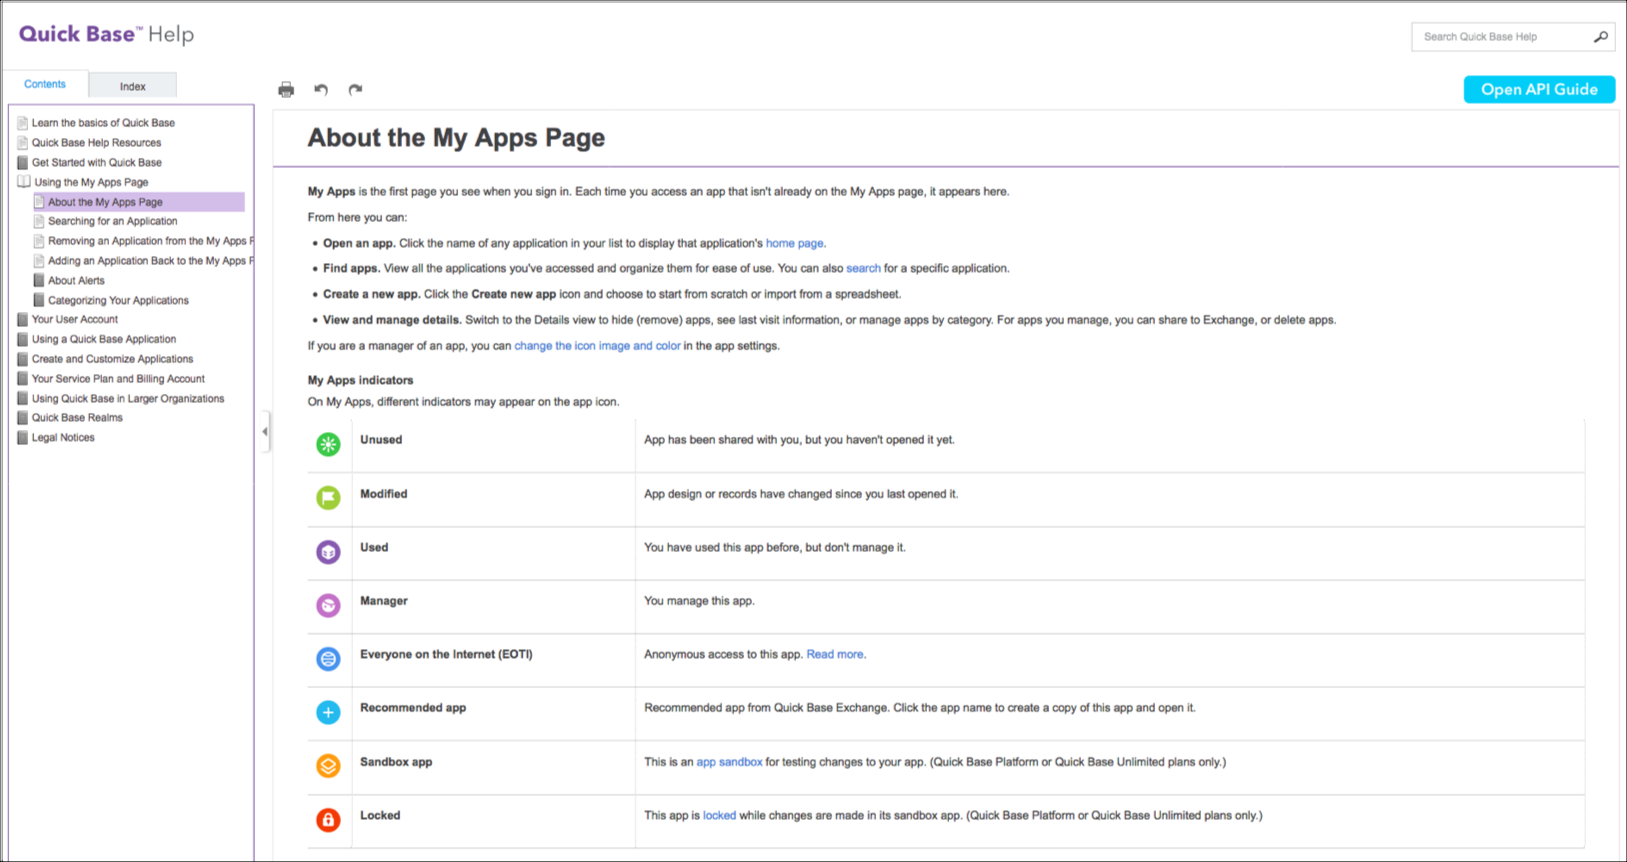 Quick Base™ Help
Search Quick Base Help
Contents
Index
Open API Guide
Learn the basics of Quick Base
Quick Base Help Resources
Get Started with Quick Base
Using the My Apps Page
About the My Apps Page
Searching for an Application
Removing an Application from the My Apps P
Adding an Application Back to the My Apps P
About Alerts
Categorizing Your Applications
Your User Account
Using a Quick Base Application
Create and Customize Applications
Your Service Plan and Billing Account
Using Quick Base in Larger Organizations
Quick Base Realms
Legal Notices
About the My Apps Page
My Apps is the first page you see when you sign in. Each time you access an app that isn't already on the My Apps page, it appears here.
From here you can:
• Open an app. Click the name of any application in your list to display that application's home page.
• Find apps. View all the applications you've accessed and organize them for ease of use. You can also search for a specific application.
• Create a new app. Click the Create new app icon and choose to start from scratch or import from a spreadsheet.
• View and manage details. Switch to the Details view to hide (remove) apps, see last visit information, or manage apps by category. For apps you manage, you can share to Exchange, or delete apps.
If you are a manager of an app, you can change the icon image and color in the app settings.
My Apps indicators
On My Apps, different indicators may appear on the app icon.
Unused App has been shared with you, but you haven't opened it yet.
Modified App design or records have changed since you last opened it.
Used You have used this app before, but don't manage it.
Manager You manage this app.
Everyone on the Internet (EOTI) Anonymous access to this app. Read more.
Recommended app Recommended app from Quick Base Exchange. Click the app name to create a copy of this app and open it.
Sandbox app This is an app sandbox for testing changes to your app. (Quick Base Platform or Quick Base Unlimited plans only.)
Locked This app is locked while changes are made in its sandbox app. (Quick Base Platform or Quick Base Unlimited plans only.)